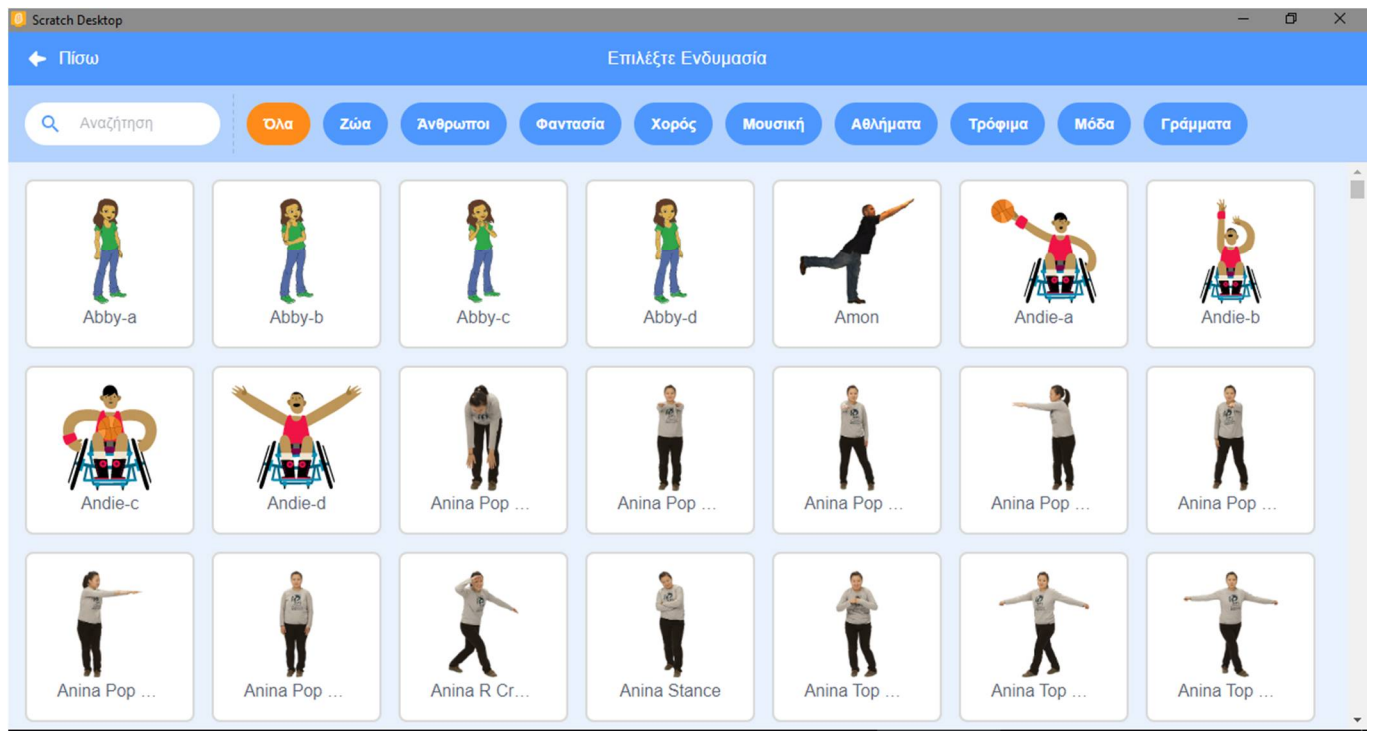 Scratch Desktop
Πίσω
Επιλέξτε Ενδυμασία
Αναζήτηση Όλα Ζώα Άνθρωποι Φαντασία Χορός Μουσική Αθλήματα Τρόφιμα Μόδα Γράμματα
Abby-a Abby-b Abby-c Abby-d Amon Andie-a Andie-b
Andie-c Andie-d Anina Pop ... Anina Pop ... Anina Pop ... Anina Pop ... Anina Pop ...
Anina Pop ... Anina Pop ... Anina R Cr... Anina Stance Anina Top ... Anina Top ... Anina Top ...